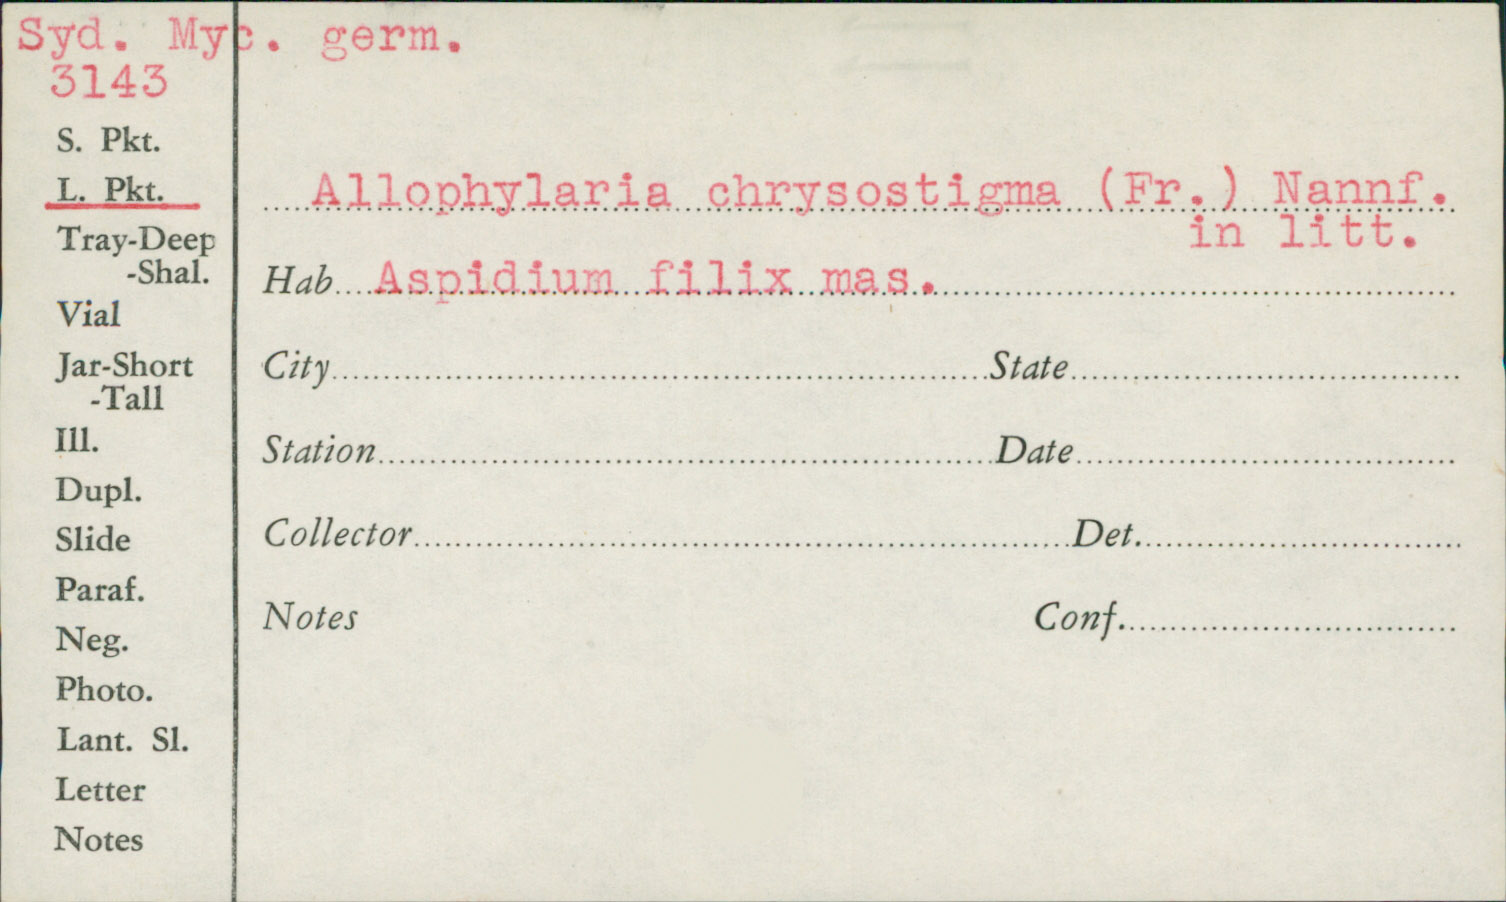 Syd. Myc. germ.
3143
S. Pkt.
L. Pkt.
Tray-Deep
-Shal.
Vial
Jar-Short
-Tall
Ill.
Dupl.
Slide
Paraf.
Neg.
Photo.
Lant. Sl.
Letter
Notes
Allophylaria chrysostigma (Fr.) Nannf.
in litt.
Hab Aspidium filix mas.
City State
Station Date
Collector Det.
Notes Conf.